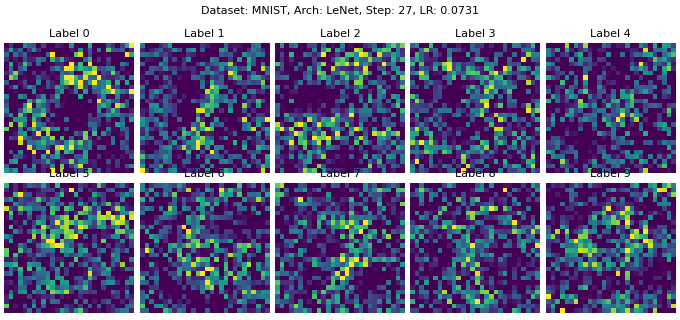 Dataset: MNIST, Arch: LeNet, Step: 27, LR: 0.0731
Label 0 Label 1 Label 2 Label 3 Label 4
Label 5 Label 6 Label 7 Label 8 Label 9